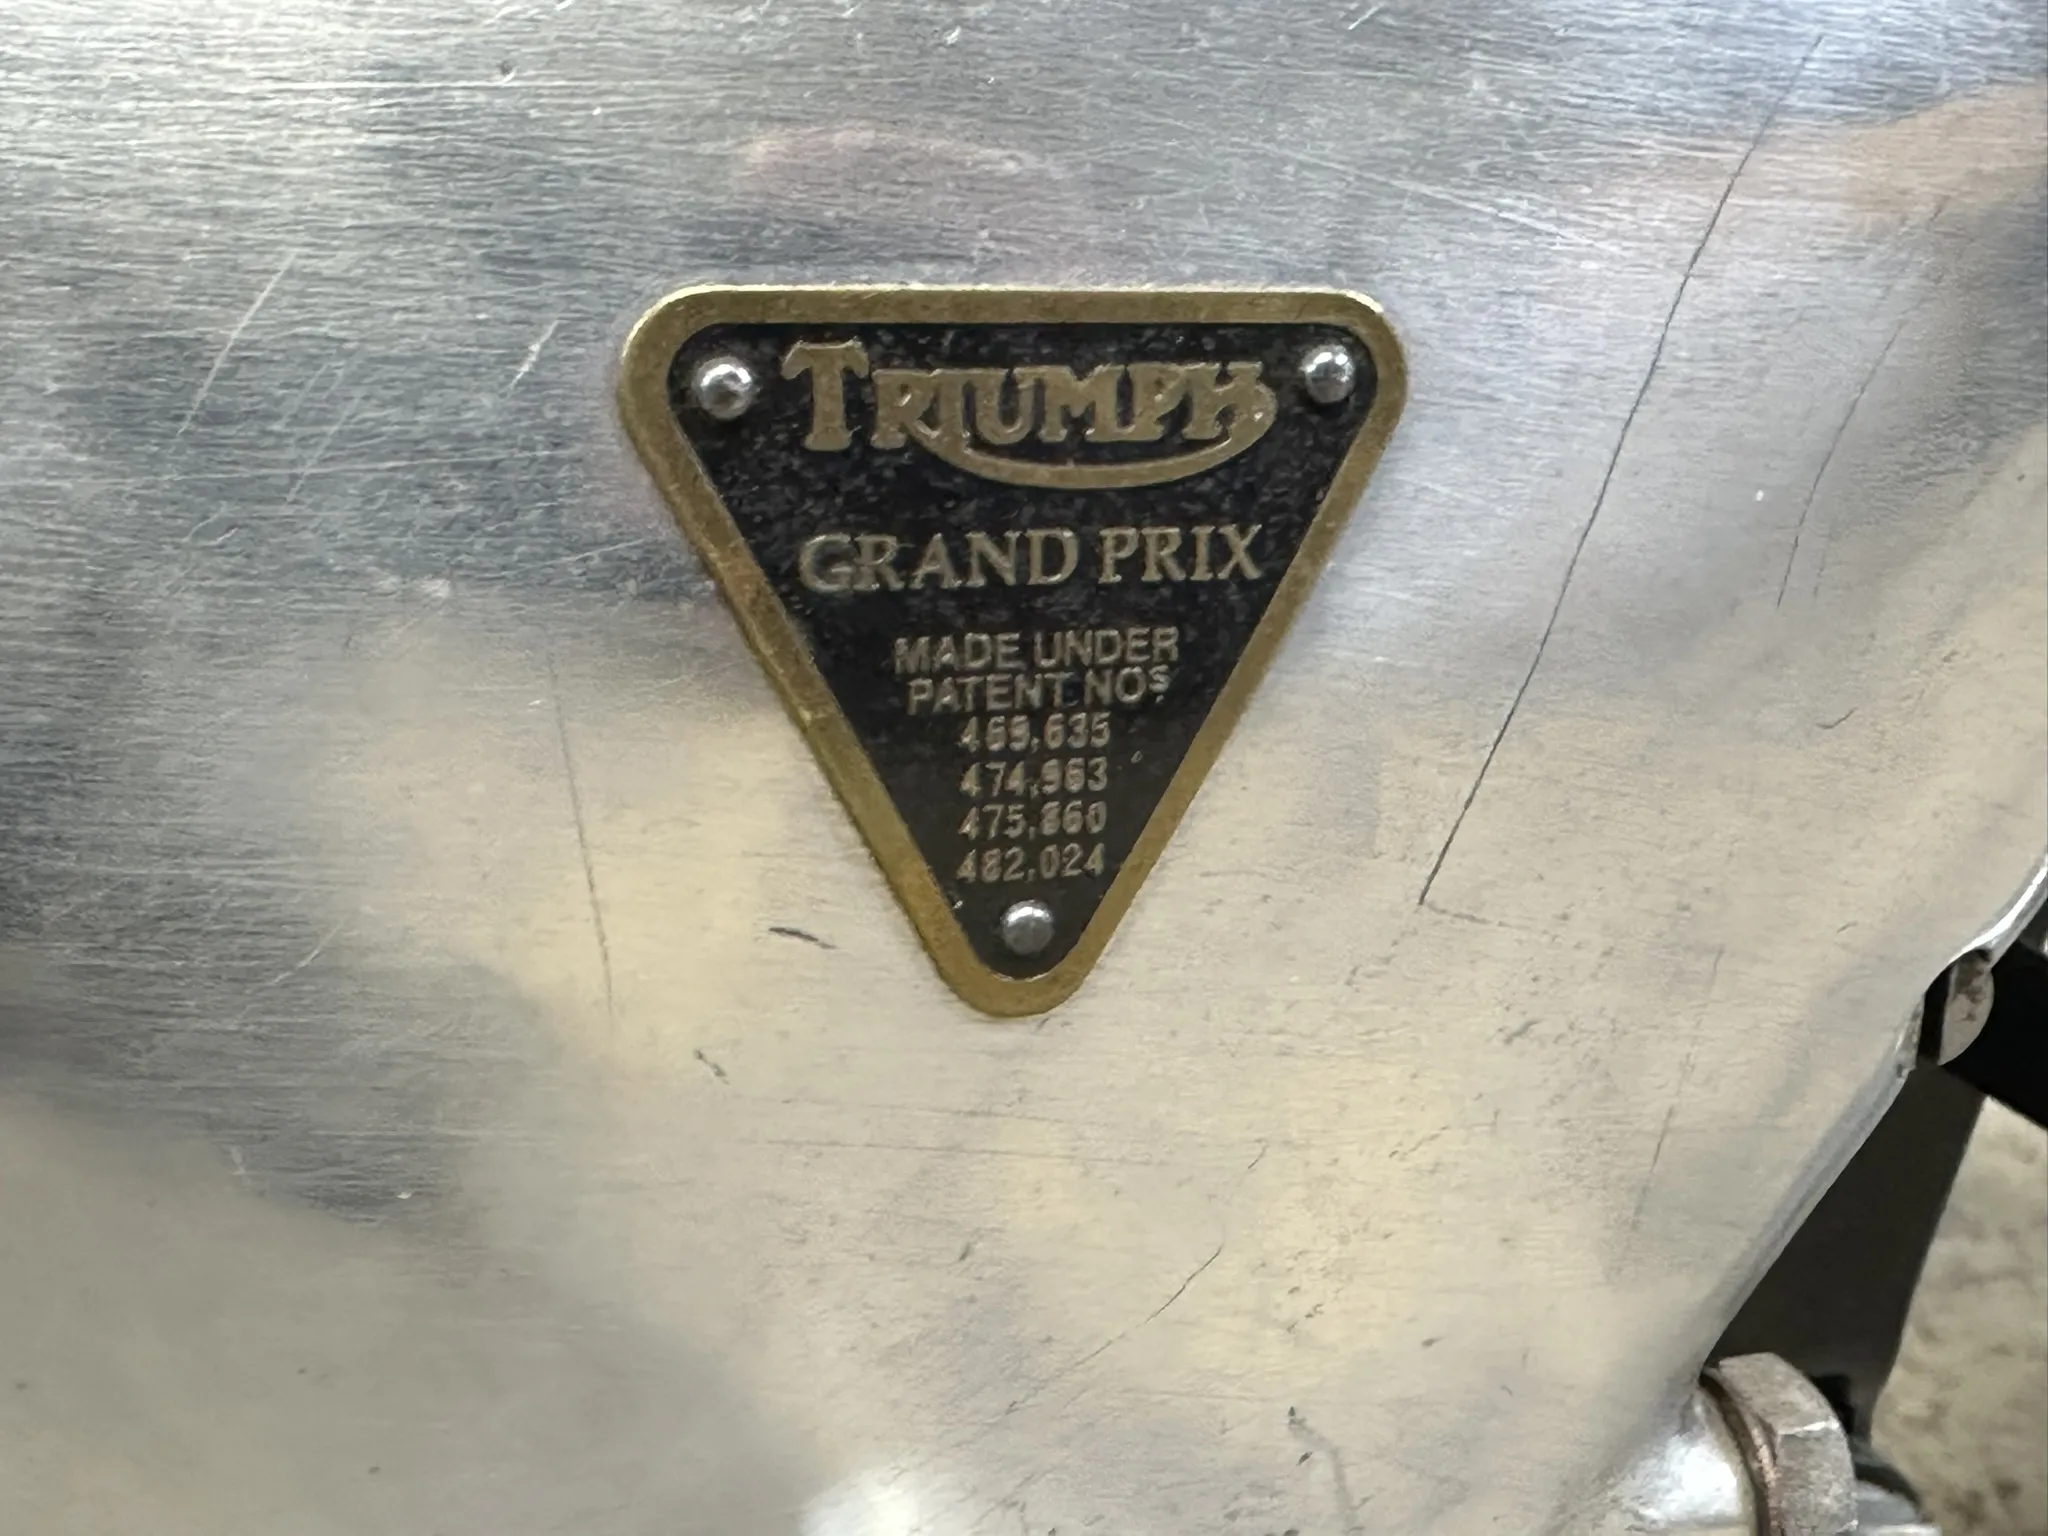 TRIUMPH
GRAND PRIX
MADE UNDER
PATENT NOS
469,635
474,963
475,860
482,024